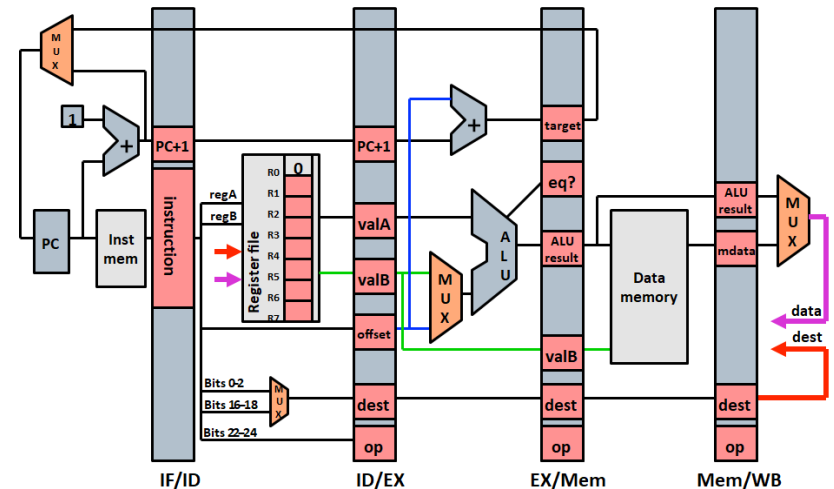 MUX
1
+
PC+1
PC
Inst
mem
instruction
regA
regB
Register file
R0
R1
R2
R3
R4
R5
R6
R7
0
Bits 0-2
Bits 16-18
Bits 22-24
MUX
PC+1
valA
valB
offset
dest
op
+
MUX
ALU
target
eq?
ALU
result
valB
dest
op
Data
memory
ALU
result
mdata
dest
op
MUX
data
dest
IF/ID
ID/EX
EX/Mem
Mem/WB